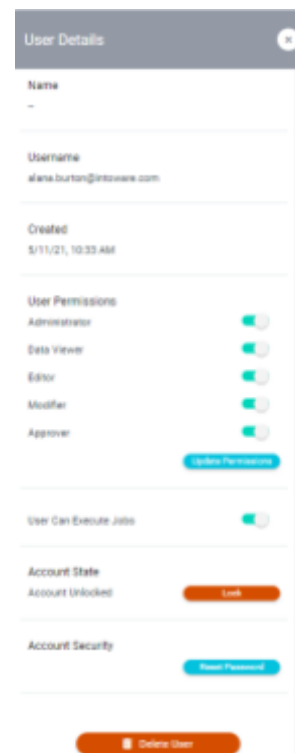 User Details
Name
--
Username
alana.burton@intoware.com
Created
5/11/21, 10:33 AM
User Permissions
Administrator
Data Viewer
Editor
Modifier
Approver
Update Permissions
User Can Execute Jobs
Account State
Account Unlocked
Lock
Account Security
Reset Password
Delete User